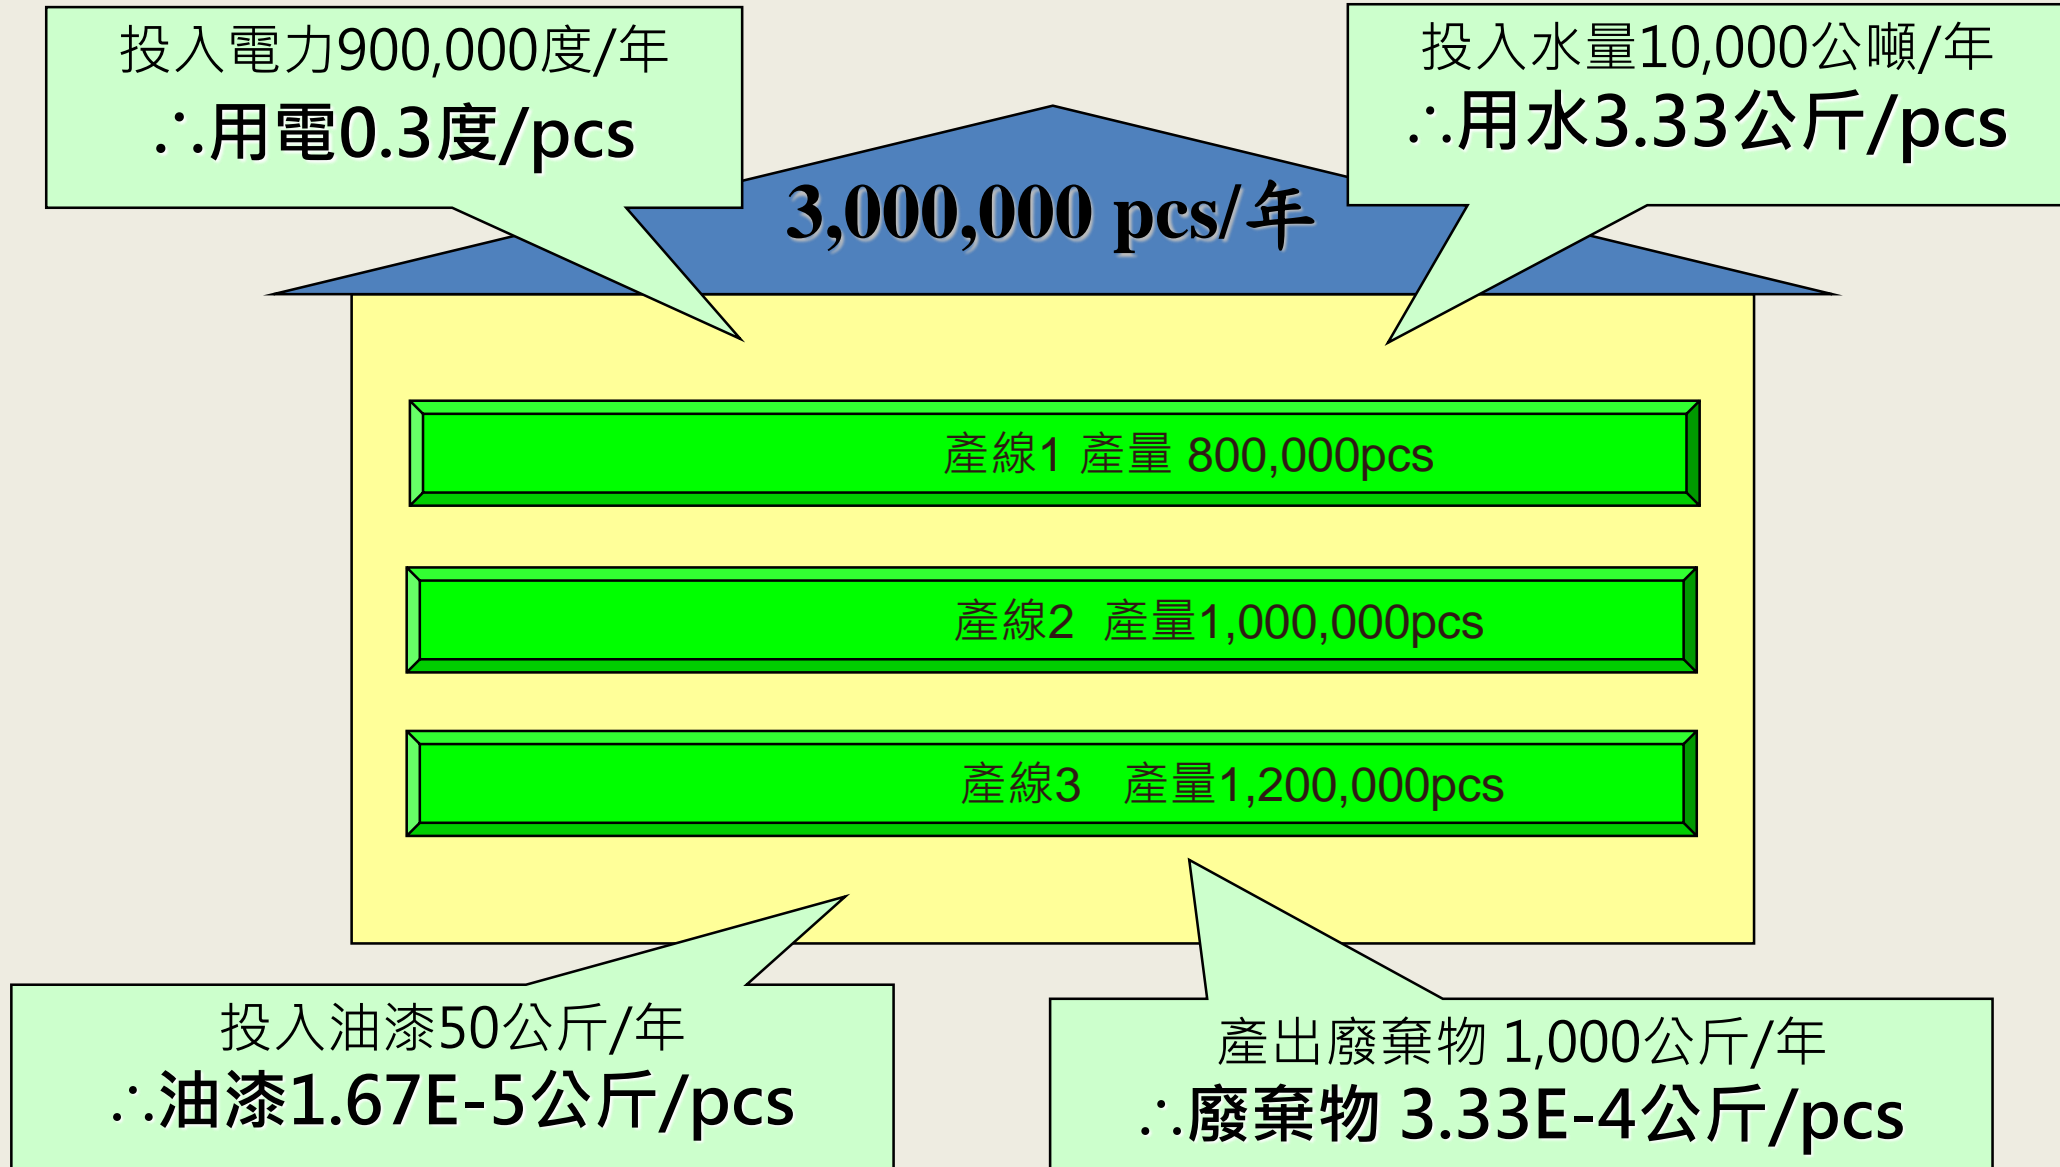 投入電力900,000度/年
∴用電0.3度/pcs
投入水量10,000公噸/年
∴用水3.33公斤/pcs
3,000,000 pcs/年
產線1 產量 800,000pcs
產線2 產量1,000,000pcs
產線3 產量1,200,000pcs
投入油漆50公斤/年
∴油漆1.67E-5公斤/pcs
產出廢棄物 1,000公斤/年
∴廢棄物 3.33E-4公斤/pcs